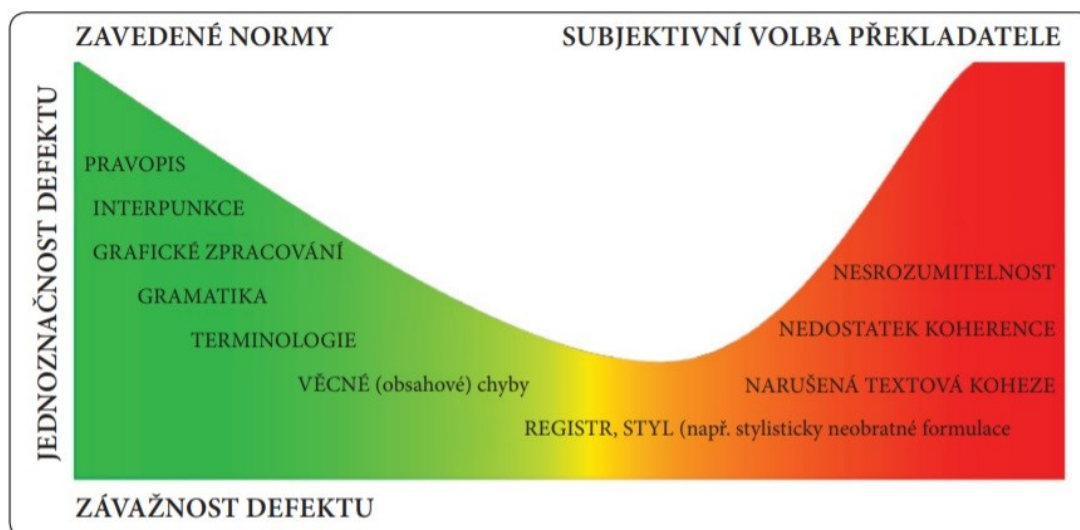 ZAVEDENÉ NORMY
SUBJEKTIVNÍ VOLBA PŘEKLADATELE
JEDNOZNAČNOST DEFEKTU
PRAVOPIS
INTERPUNKCE
GRAFICKÉ ZPRACOVÁNÍ
GRAMATIKA
TERMINOLOGIE
VĚCNÉ (obsahové) chyby
REGISTR, STYL (např. stylisticky neobratné formulace
NESROZUMITELNOST
NEDOSTATEK KOHERENCE
NARUŠENÁ TEXTOVÁ KOHEZE
ZÁVAŽNOST DEFEKTU